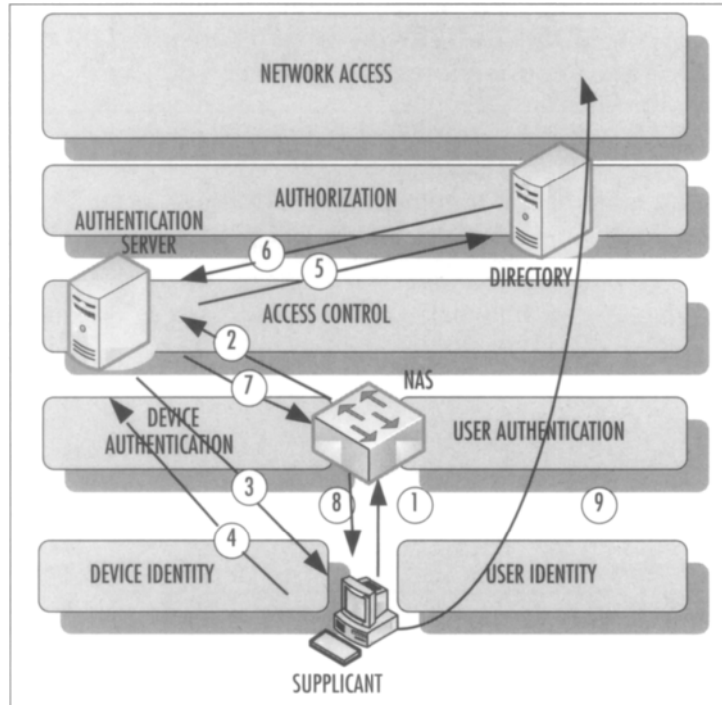 NETWORK ACCESS
AUTHORIZATION
AUTHENTICATION
SERVER
6
5
DIRECTORY
ACCESS CONTROL
2
7
NAS
DEVICE
AUTHENTICATION
USER AUTHENTICATION
3
8
1
9
4
DEVICE IDENTITY
USER IDENTITY
SUPPLICANT